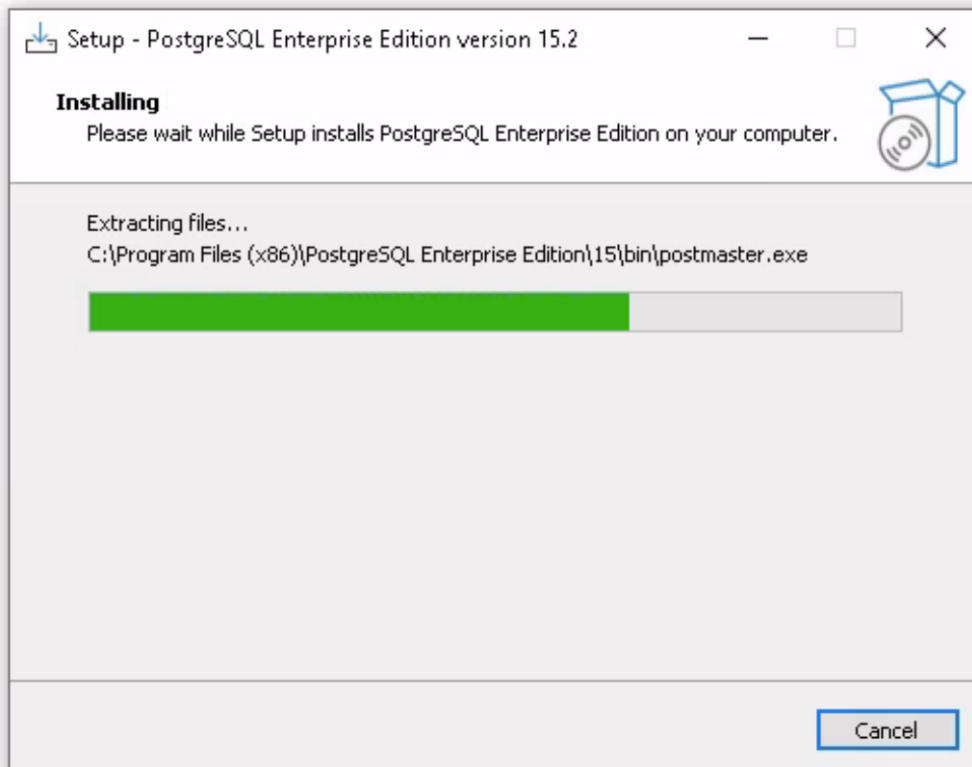 Setup - PostgreSQL Enterprise Edition version 15.2
Installing
Please wait while Setup installs PostgreSQL Enterprise Edition on your computer.
Extracting files...
C:\Program Files (x86)\PostgreSQL Enterprise Edition\15\bin\postmaster.exe
Cancel